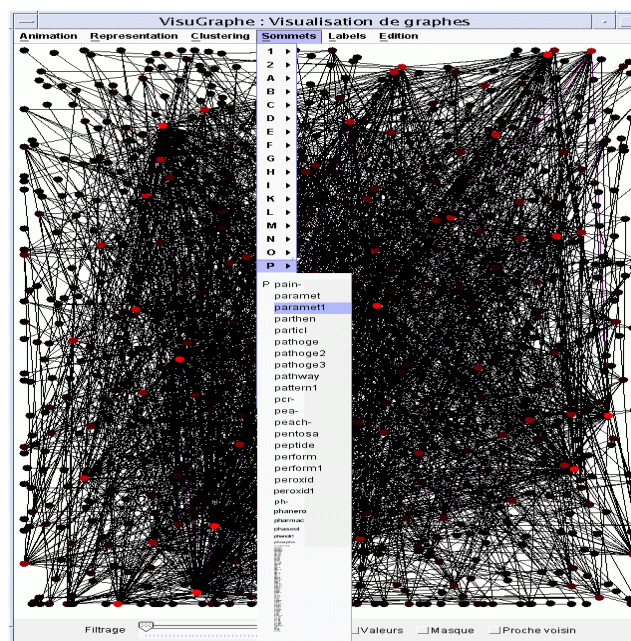 VisuGraphe : Visualisation de graphes
Animation Representation Clustering Sommets Labels Edition
1
2
A
B
C
D
E
F
G
H
I
K
L
M
N
O
P
P pain-
paramet
paramet1
parthen
particl
pathoge
pathoge2
pathoge3
pathway
pattern1
pcr-
pea-
peach-
pentosa
peptide
perform
perform1
peroxid
peroxid1
ph-
phanero
pharmac
phaseol
phenol1
phospho
Filtrage Valeurs Masque Proche voisin